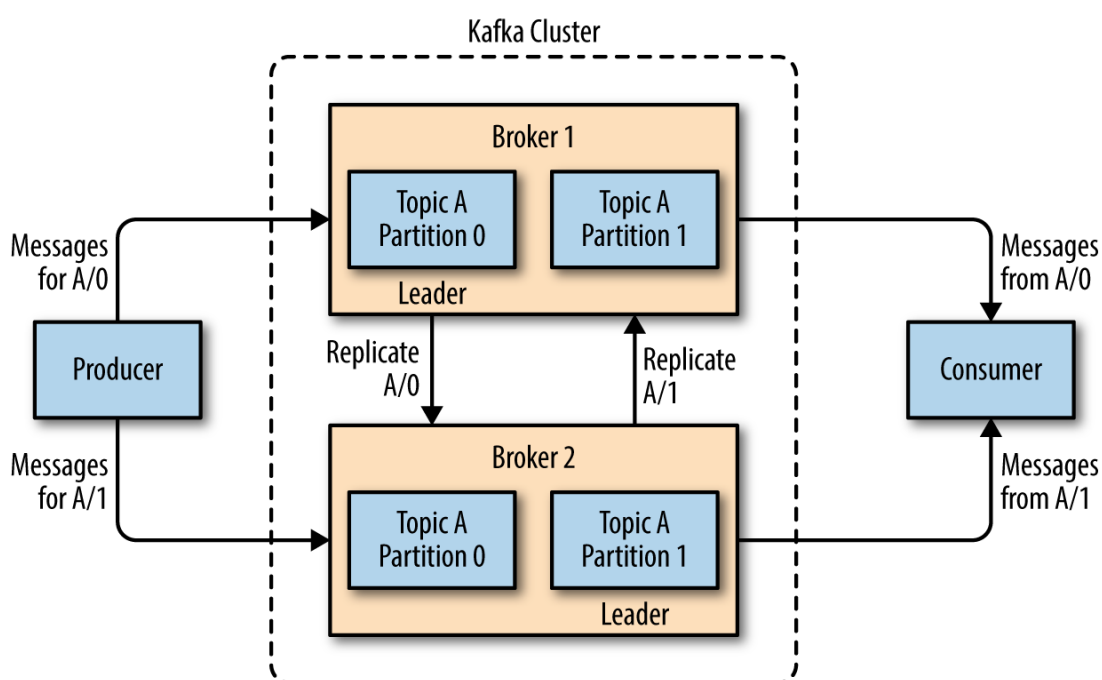 Kafka Cluster
Broker 1
Topic A
Partition 0
Topic A
Partition 1
Leader
Messages
for A/0
Messages
from A/0
Producer
Replicate
A/0
Replicate
A/1
Consumer
Messages
for A/1
Broker 2
Topic A
Partition 0
Topic A
Partition 1
Leader
Messages
from A/1